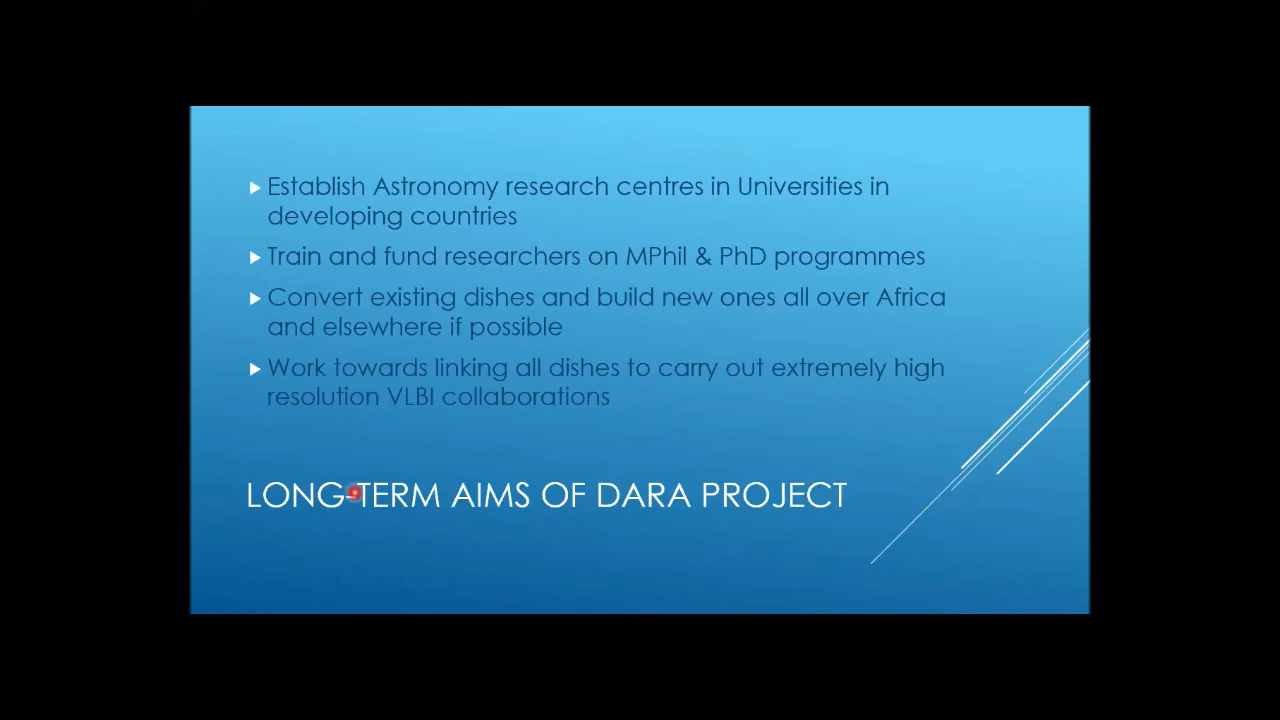 Establish Astronomy research centres in Universities in
developing countries
Train and fund researchers on MPhil & PhD programmes
Convert existing dishes and build new ones all over Africa
and elsewhere if possible
Work towards linking all dishes to carry out extremely high
resolution VLBI collaborations
LONG-TERM AIMS OF DARA PROJECT